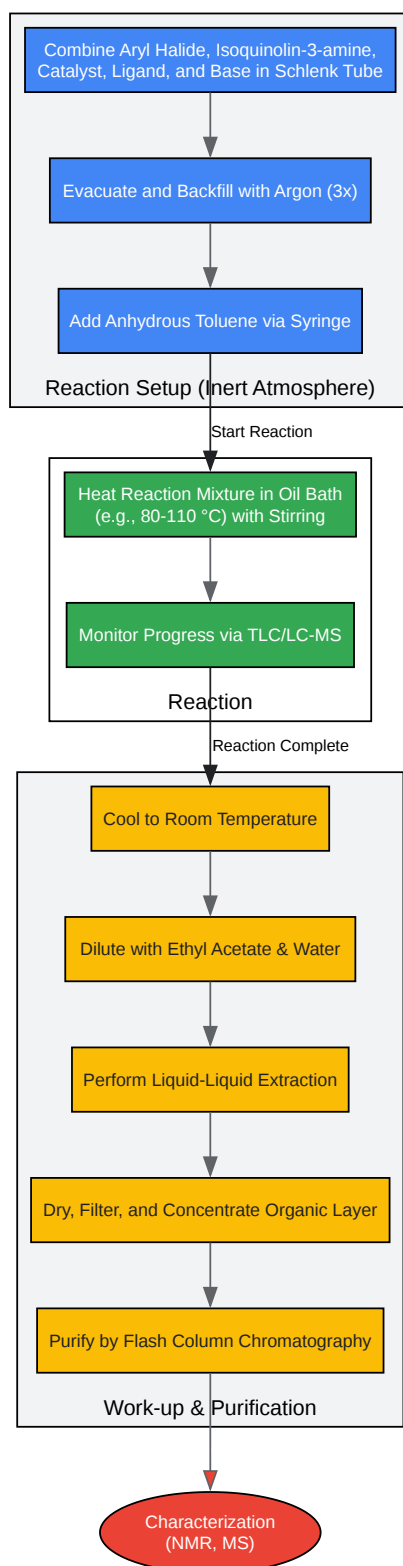 Combine Aryl Halide, Isoquinolin-3-amine,
Catalyst, Ligand, and Base in Schlenk Tube
Evacuate and Backfill with Argon (3x)
Add Anhydrous Toluene via Syringe
Reaction Setup (Inert Atmosphere)
Start Reaction
Heat Reaction Mixture in Oil Bath
(e.g., 80-110 °C) with Stirring
Monitor Progress via TLC/LC-MS
Reaction
Reaction Complete
Cool to Room Temperature
Dilute with Ethyl Acetate & Water
Perform Liquid-Liquid Extraction
Dry, Filter, and Concentrate Organic Layer
Purify by Flash Column Chromatography
Work-up & Purification
Characterization
(NMR, MS)